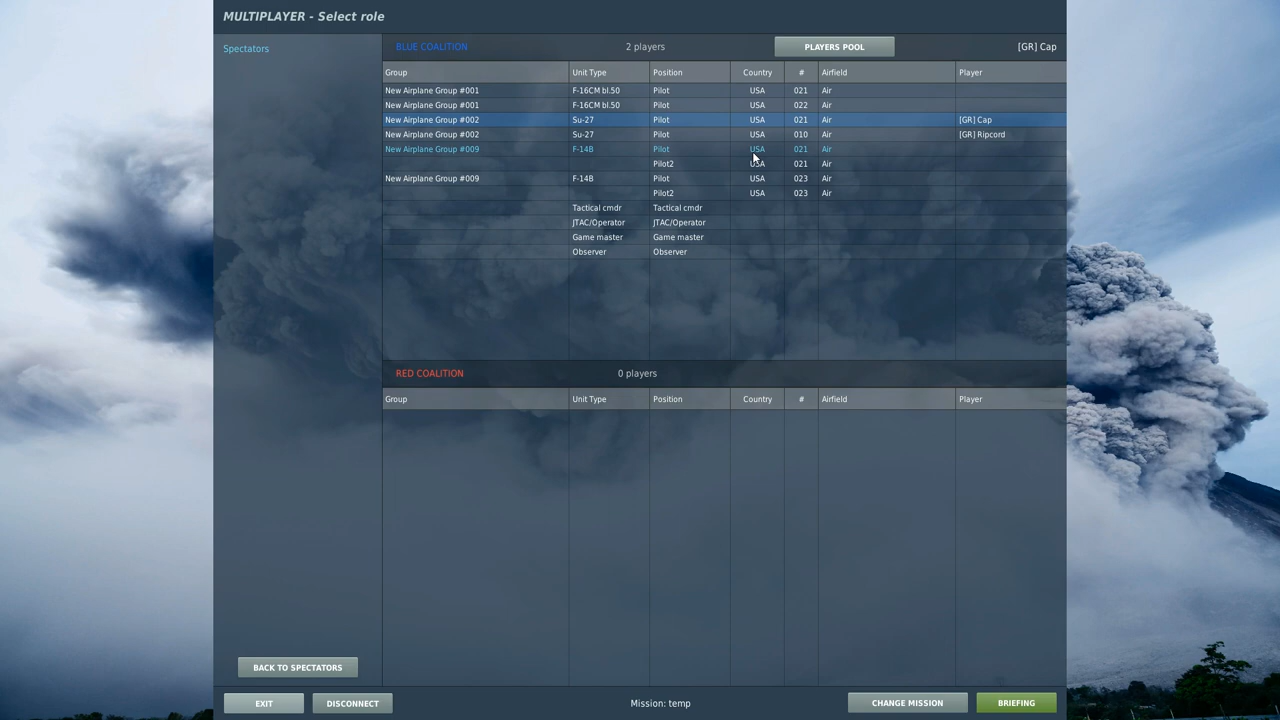 MULTIPLAYER - Select role
Spectators
BLUE COALITION 2 players PLAYERS POOL [GR] Cap
Group Unit Type Position Country # Airfield Player
New Airplane Group #001 F-16CM bl.50 Pilot USA 021 Air
New Airplane Group #001 F-16CM bl.50 Pilot USA 022 Air
New Airplane Group #002 Su-27 Pilot USA 021 Air [GR] Cap
New Airplane Group #002 Su-27 Pilot USA 010 Air [GR] Ripcord
New Airplane Group #009 F-14B Pilot USA 021 Air
Pilot2 USA 021 Air
New Airplane Group #009 F-14B Pilot USA 023 Air
Pilot2 USA 023 Air
Tactical cmdr Tactical cmdr
JTAC/Operator JTAC/Operator
Game master Game master
Observer Observer
RED COALITION 0 players
Group Unit Type Position Country # Airfield Player
BACK TO SPECTATORS
EXIT DISCONNECT Mission: temp CHANGE MISSION BRIEFING